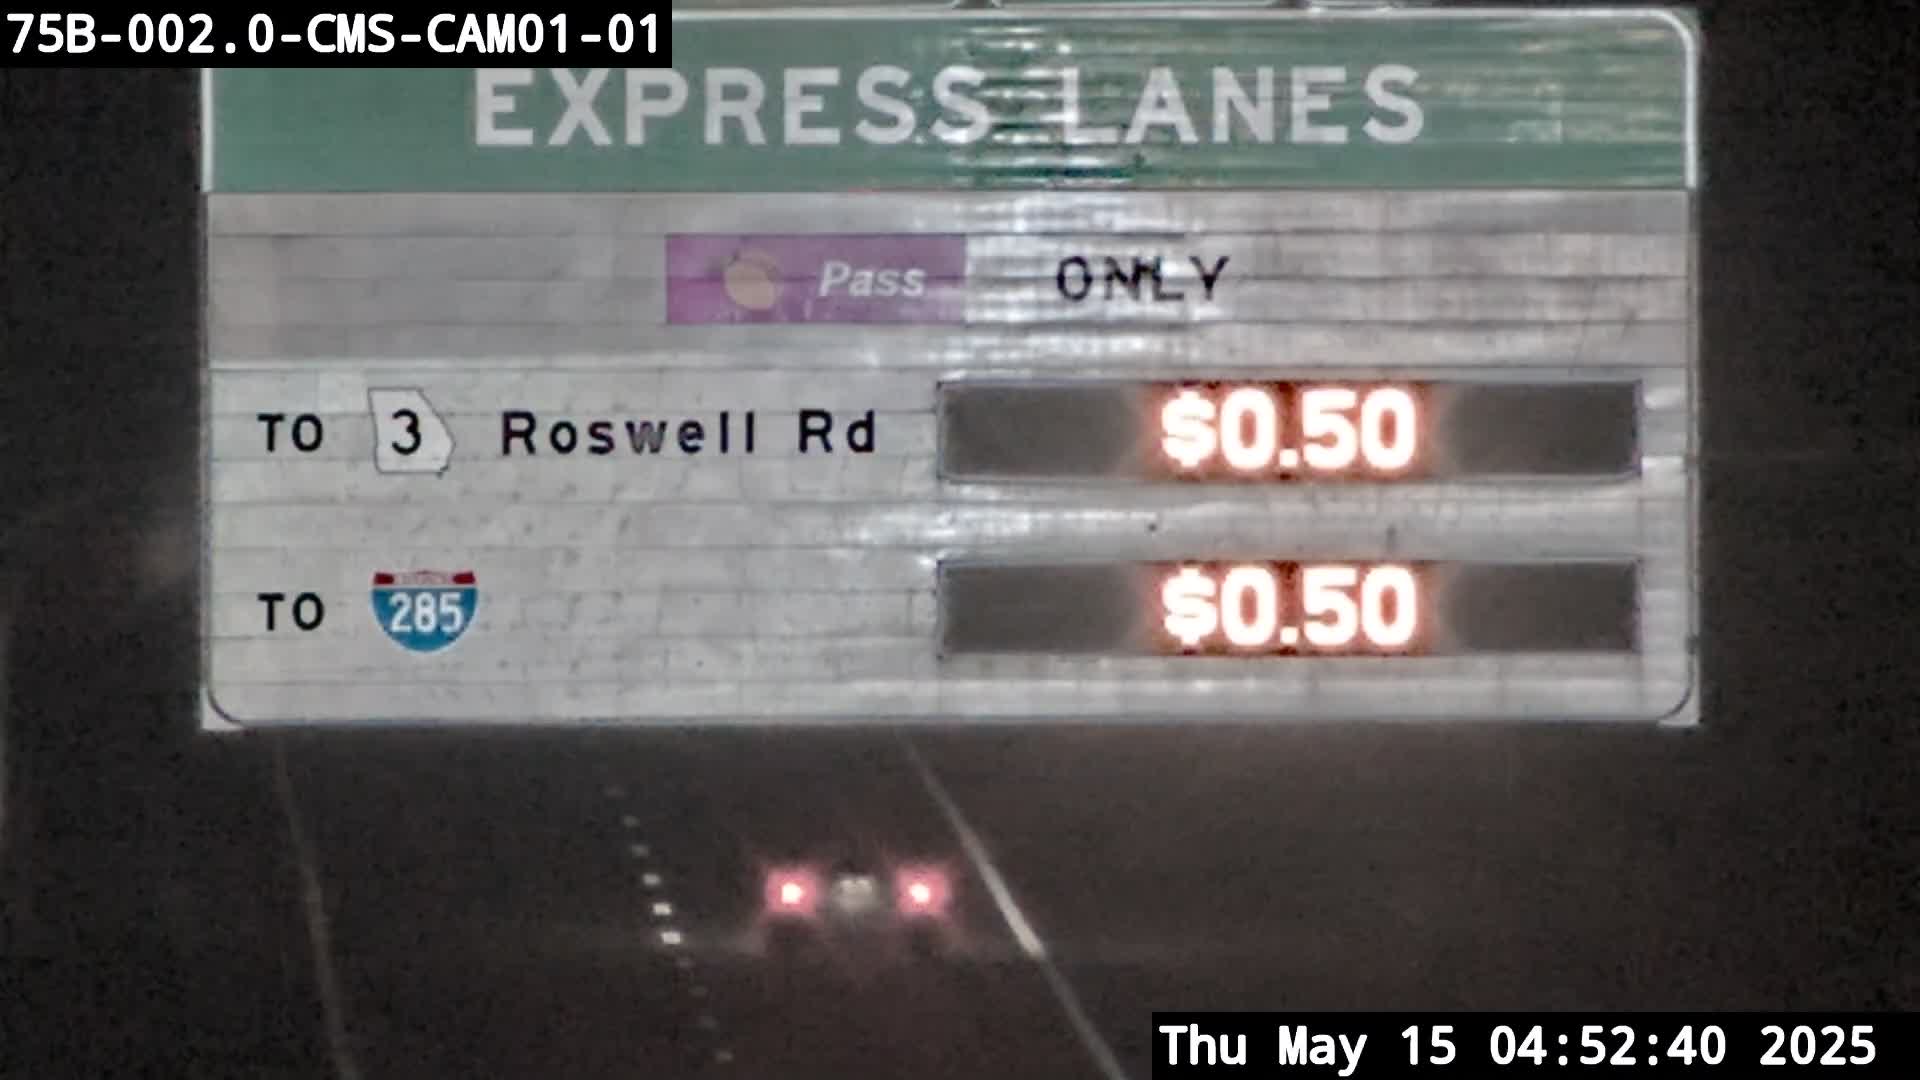 75B-002.0-CMS-CAM01-01
EXPRESS LANES
Pass ONLY
TO 3 Roswell Rd $0.50
TO 285 $0.50
Thu May 15 04:52:40 2025